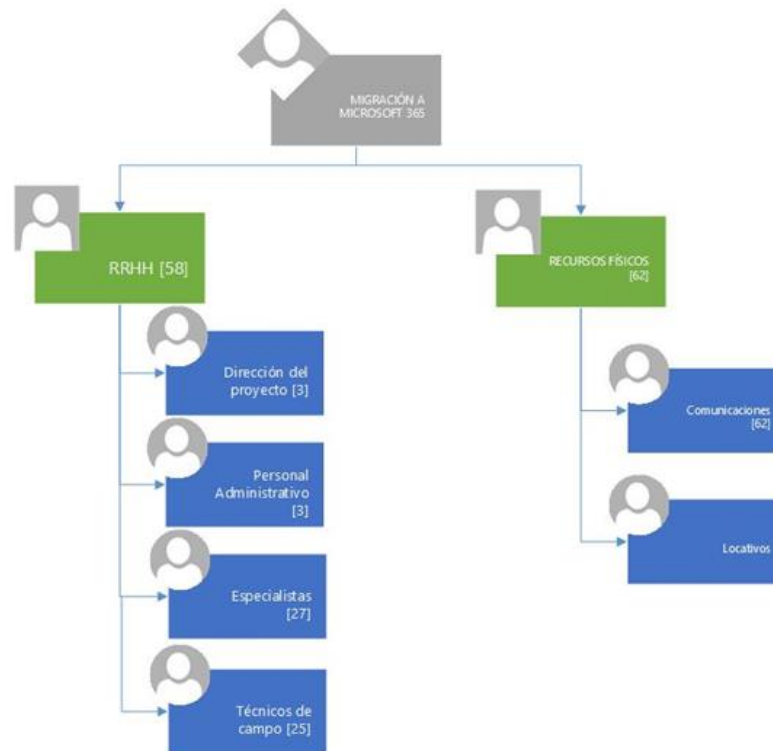 MIGRACIÓN A
MICROSOFT 365
RRHH [58]
RECURSOS FÍSICOS
[62]
Dirección del
proyecto [3]
Personal
Administrativo
[3]
Especialistas
[27]
Técnicos de
campo [25]
Comunicaciones
[62]
Locativos